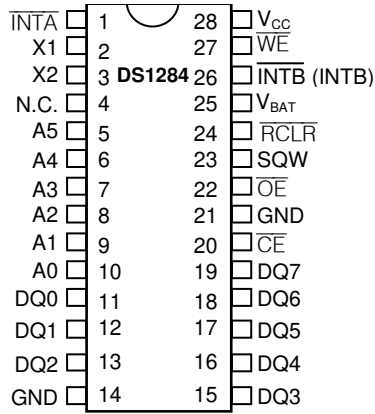 INTA 1 28 VCC
X1 2 27 WE
X2 3 DS1284 26 INTB (INTB)
N.C. 4 25 VBAT
A5 5 24 RCLR
A4 6 23 SQW
A3 7 22 OE
A2 8 21 GND
A1 9 20 CE
A0 10 19 DQ7
DQ0 11 18 DQ6
DQ1 12 17 DQ5
DQ2 13 16 DQ4
GND 14 15 DQ3